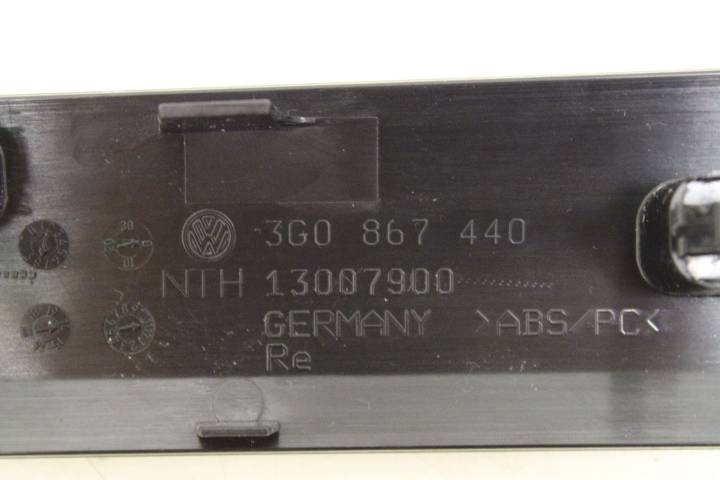 3G0 867 440
NTH 13007900
GERMANY >ABS/PC<
Re